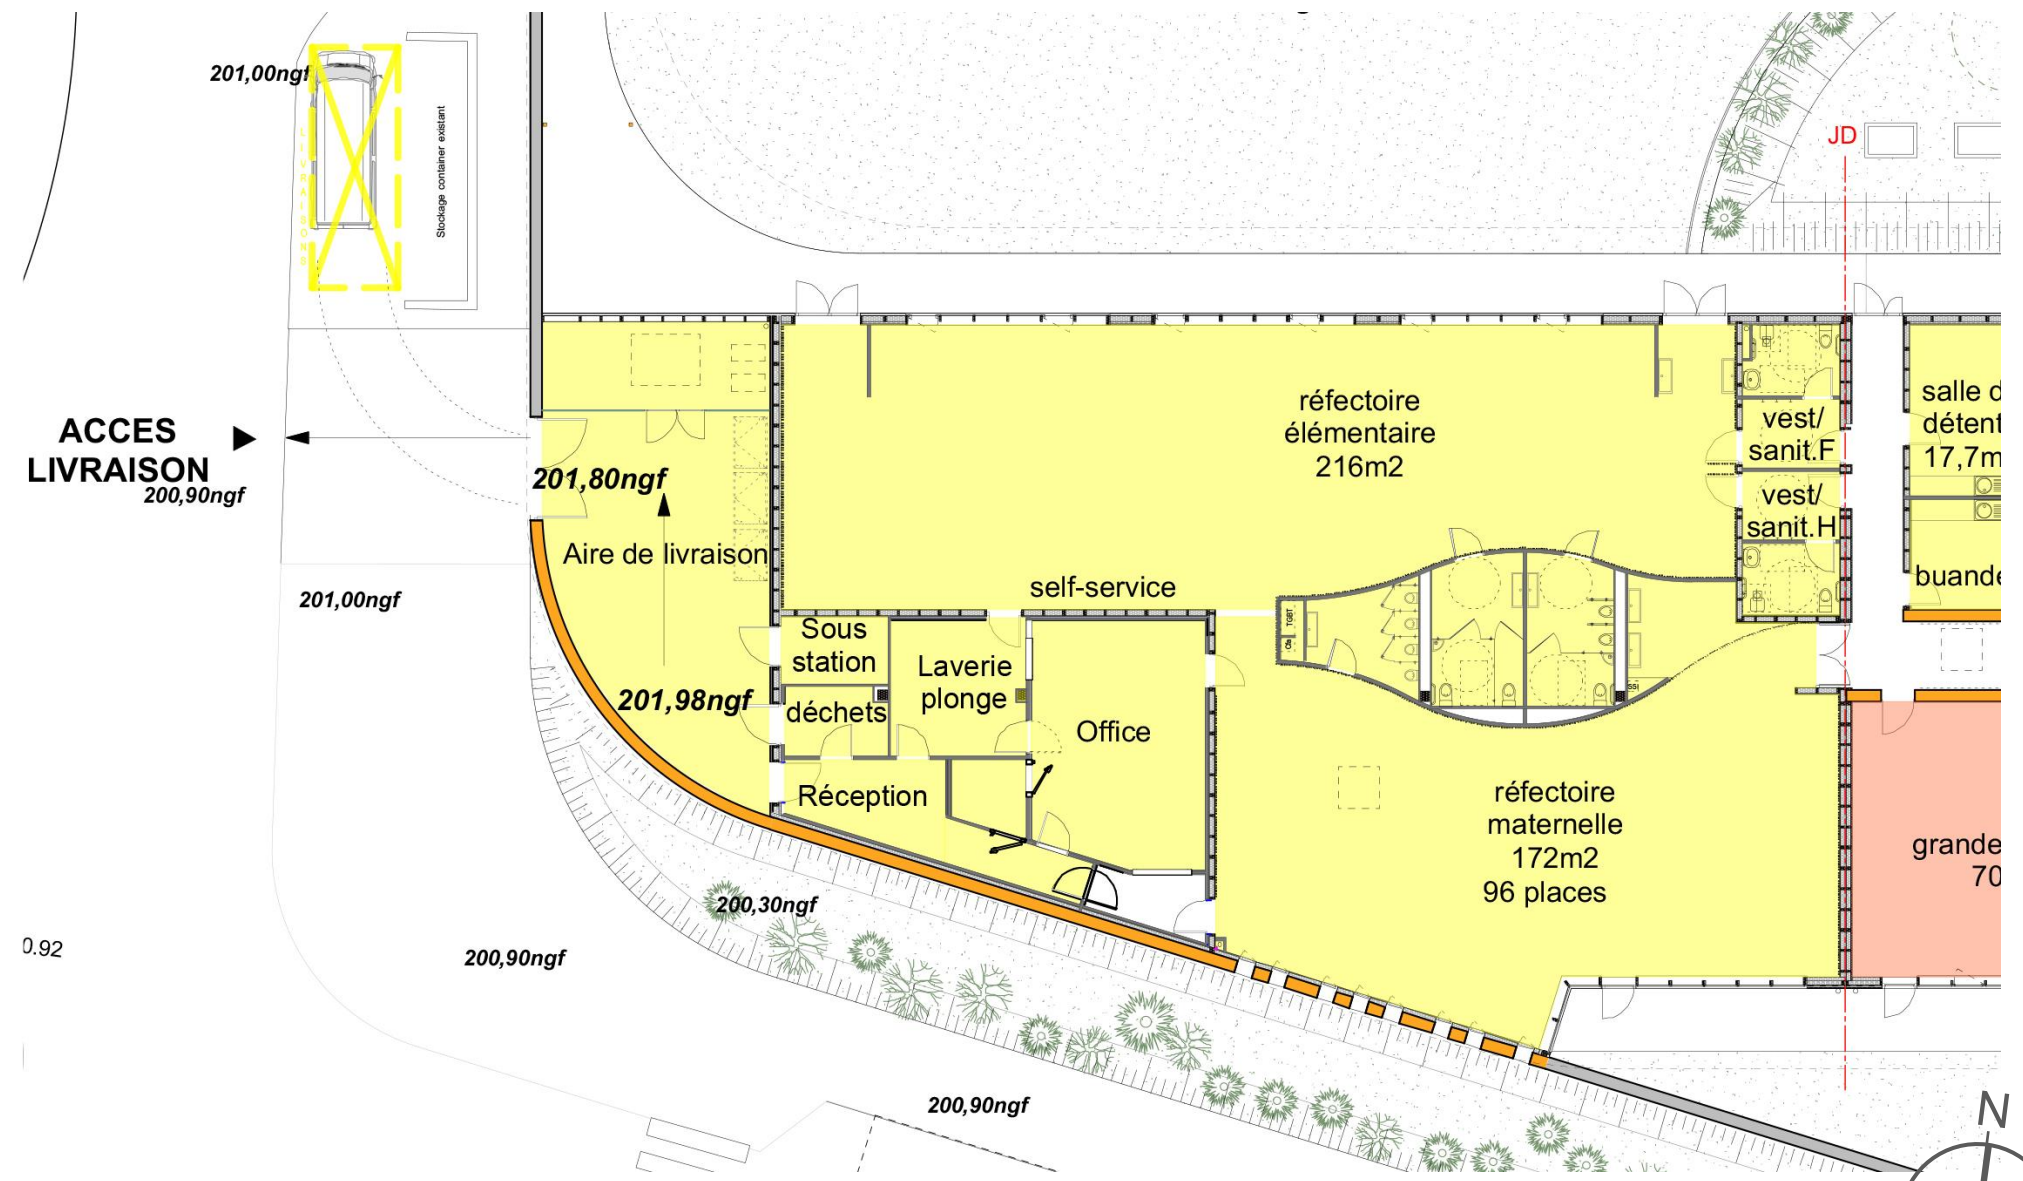 201,00ngf
LIVRAISONS
Stockage container existant
JD
ACCES
LIVRAISON
200,90ngf
201,80ngf
Aire de livraison
201,00ngf
réfectoire
élémentaire
216m2
vest/
sanit.F
vest/
sanit.H
salle d
détent
17,7m
buande
self-service
TGBT
Sous
station
Laverie
plonge
201,98ngf
déchets
Office
Réception
réfectoire
maternelle
172m2
96 places
grande
70
200,30ngf
0.92
200,90ngf
200,90ngf
N